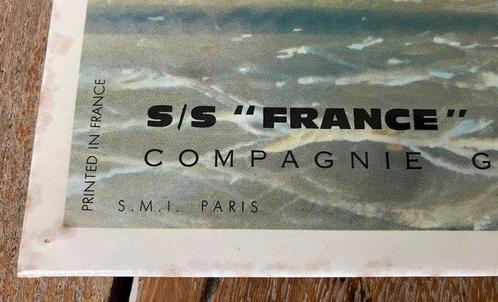 S/S "FRANCE"
COMPAGNIE G
S.M.I. PARIS
PRINTED IN FRANCE